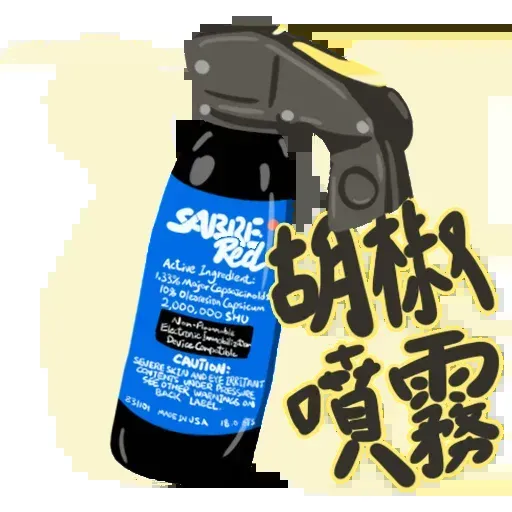 SABRE
Red
Active Ingredient:
1.33% Major Capsaicinoids
10% Oleoresin Capsicum
2,000,000 SHU
Non-Flammable
Electronic Immobilization
Device Compatible
CAUTION:
SEVERE SKIN AND EYE IRRITANT
CONTENTS UNDER PRESSURE
SEE OTHER WARNINGS ON
BACK LABEL.
MADE IN USA 18.0
胡椒
噴霧